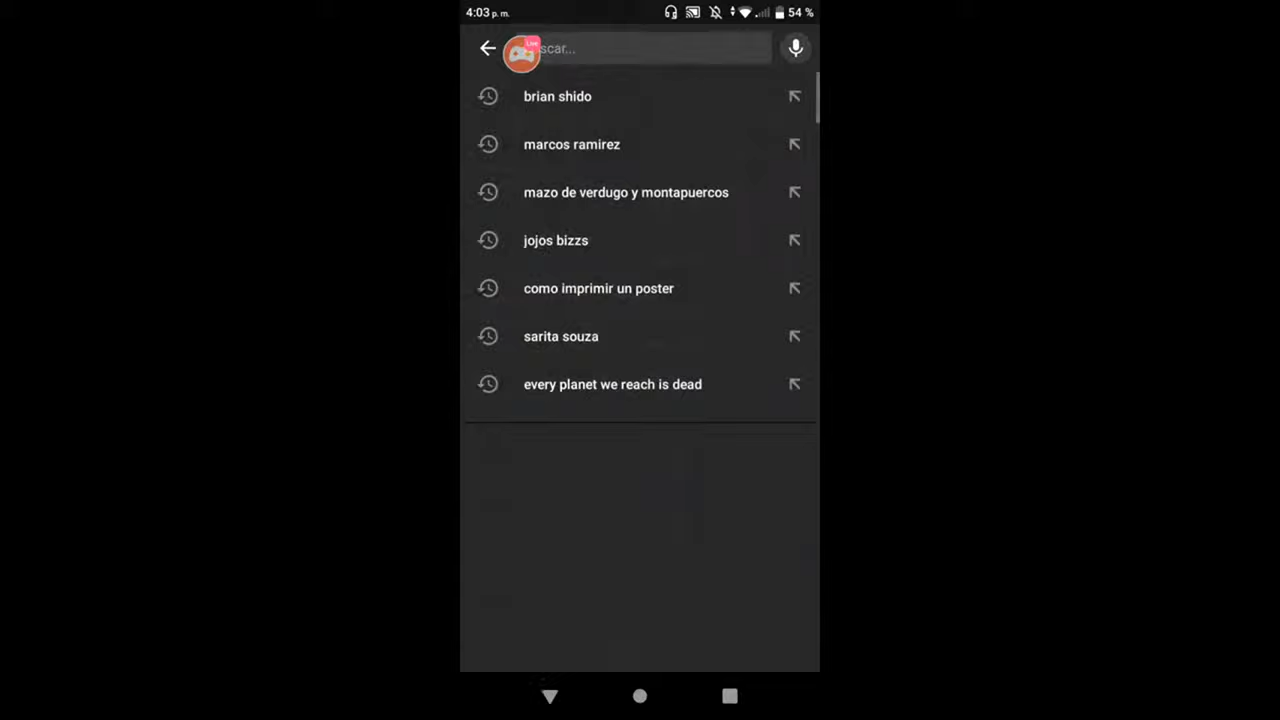 4:03 p. m.
54 %
Live
scar...
brian shido
marcos ramirez
mazo de verdugo y montapuercos
jojos bizzs
como imprimir un poster
sarita souza
every planet we reach is dead